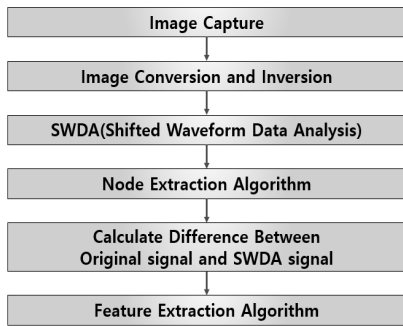 Image Capture
Image Conversion and Inversion
SWDA(Shifted Waveform Data Analysis)
Node Extraction Algorithm
Calculate Difference Between
Original signal and SWDA signal
Feature Extraction Algorithm